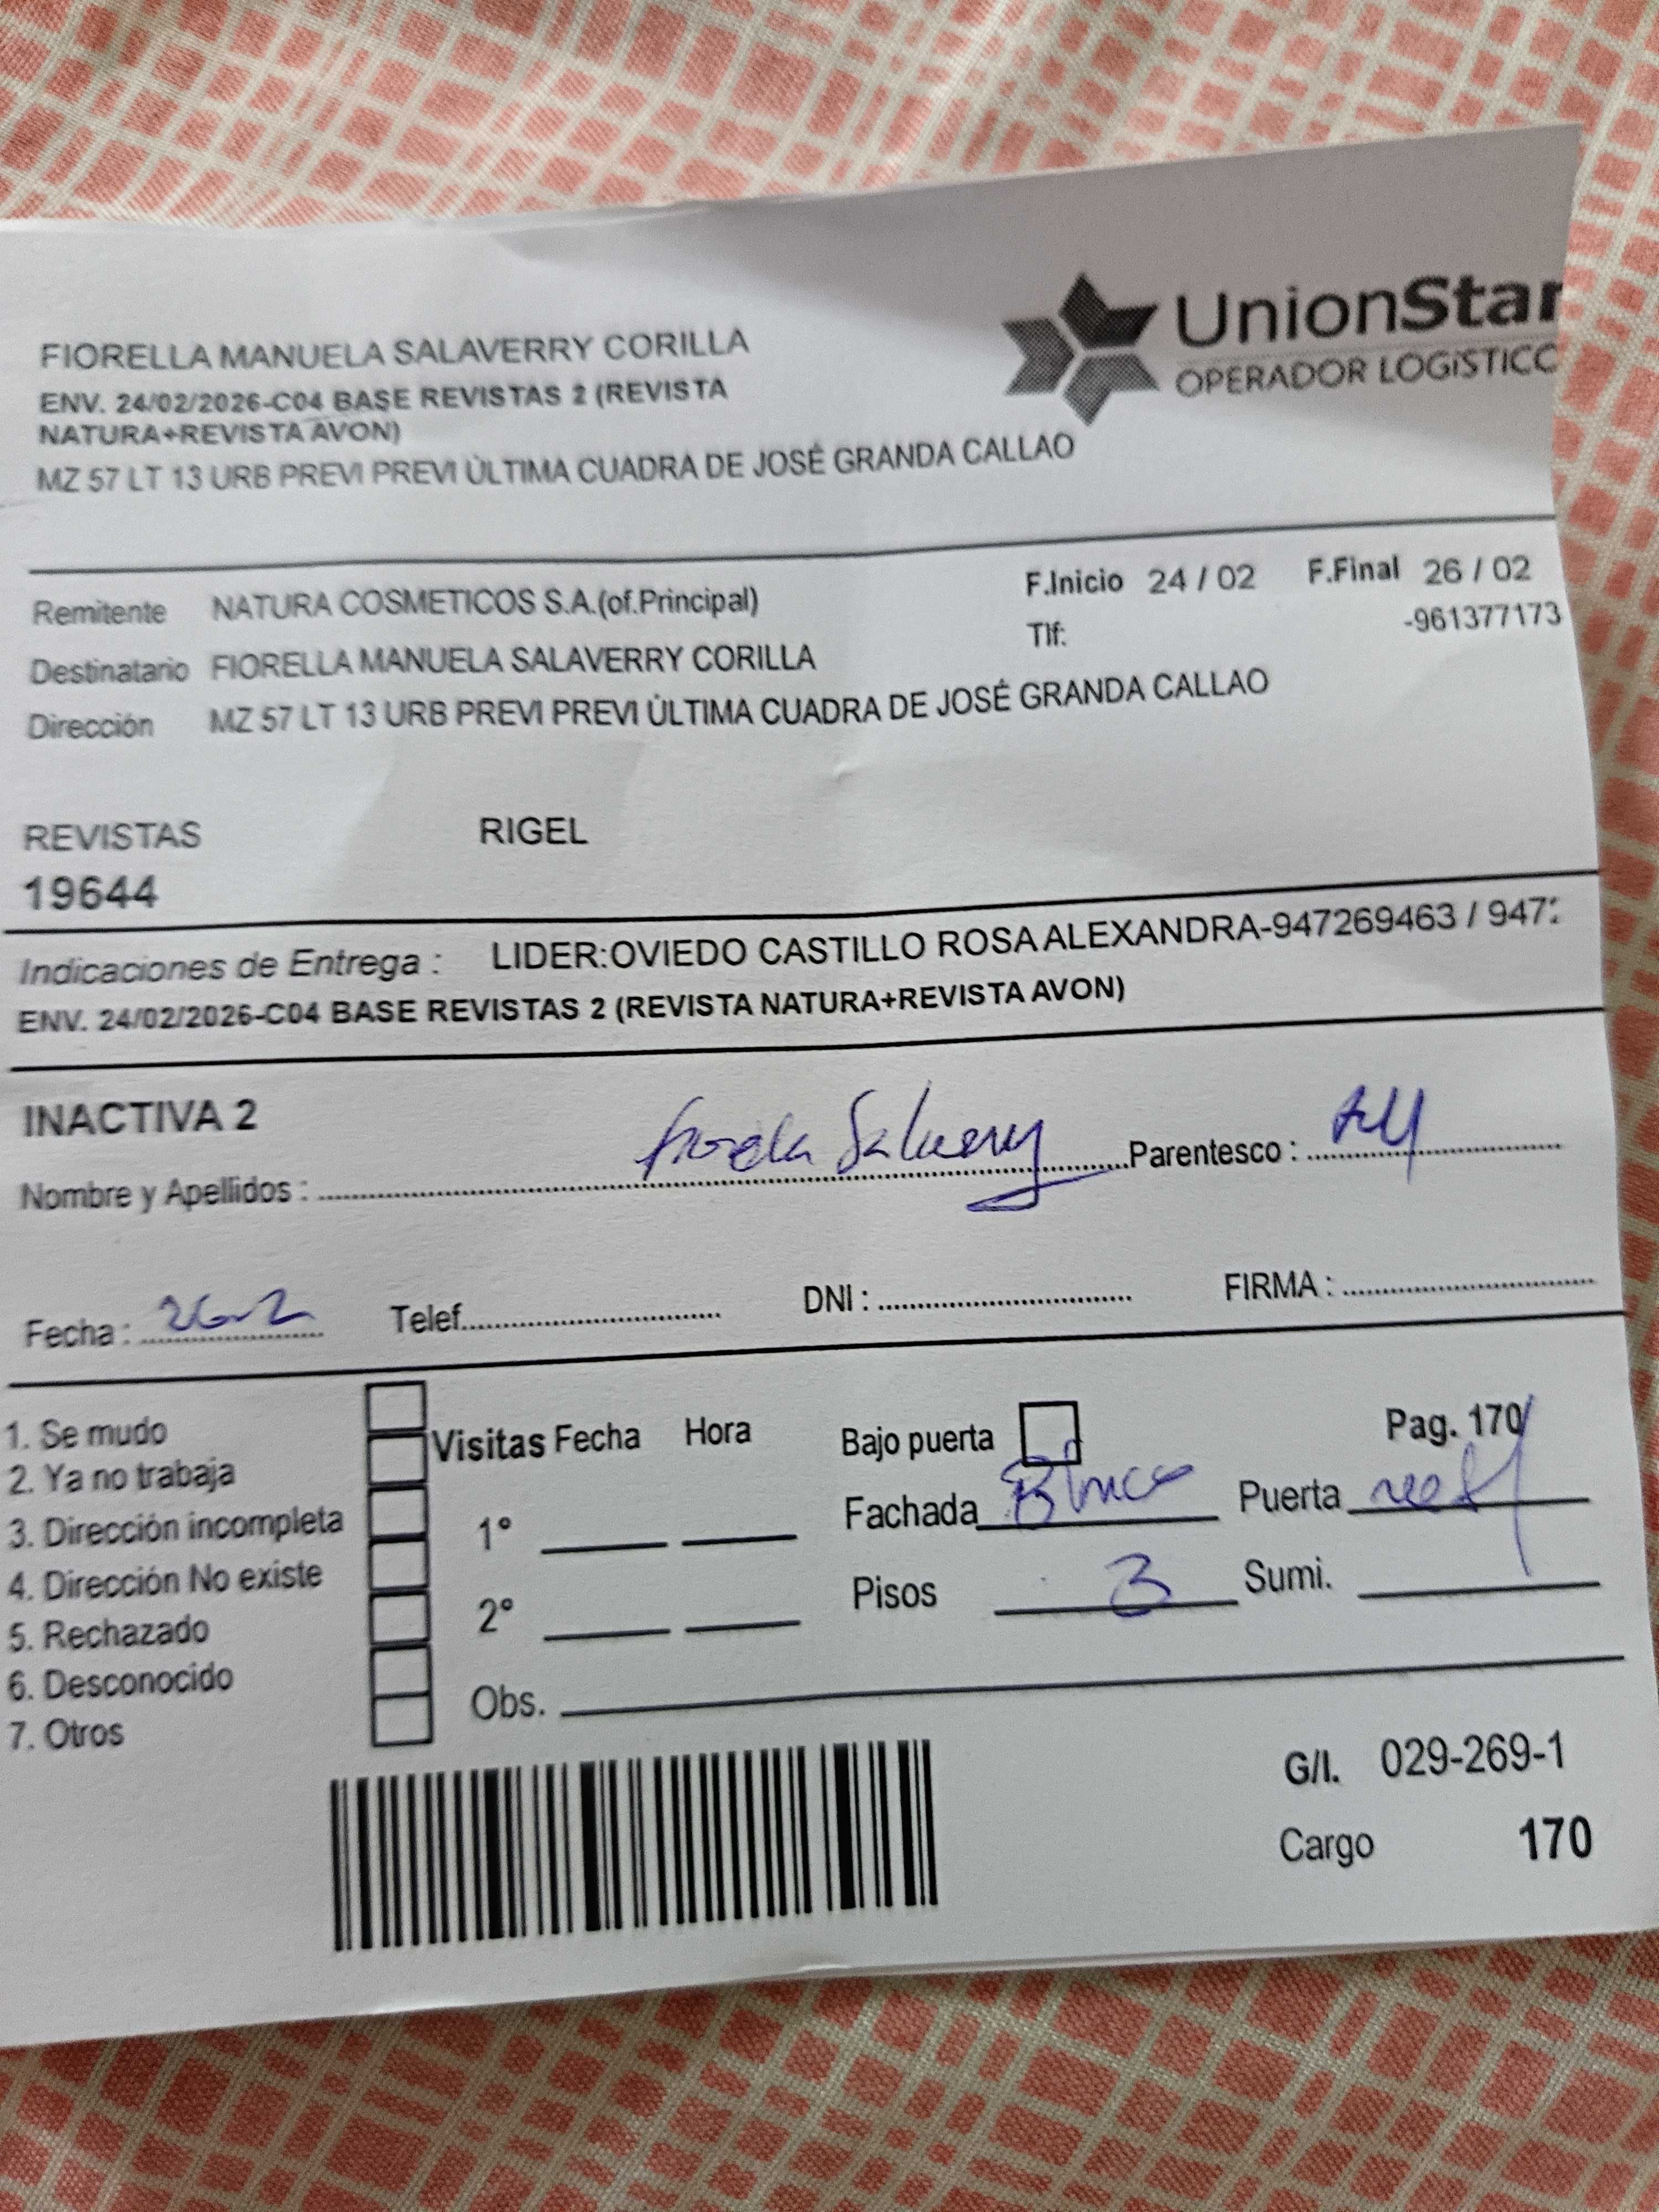 UnionStar
OPERADOR LOGÍSTICO
FIORELLA MANUELA SALAVERRY CORILLA
ENV. 24/02/2026-C04 BASE REVISTAS 2 (REVISTA
NATURA+REVISTA AVON)
MZ 57 LT 13 URB PREVI PREVI ÚLTIMA CUADRA DE JOSÉ GRANDA CALLAO
Remitente NATURA COSMETICOS S.A.(of.Principal) F.Inicio 24 / 02 F.Final 26 / 02
Tlf: -961377173
Destinatario FIORELLA MANUELA SALAVERRY CORILLA
Dirección MZ 57 LT 13 URB PREVI PREVI ÚLTIMA CUADRA DE JOSÉ GRANDA CALLAO
REVISTAS RIGEL
19644
Indicaciones de Entrega : LIDER:OVIEDO CASTILLO ROSA ALEXANDRA-947269463 / 947
ENV. 24/02/2026-C04 BASE REVISTAS 2 (REVISTA NATURA+REVISTA AVON)
INACTIVA 2
Nombre y Apellidos : Salaverry Parentesco :
Fecha : 26-2 Telef. DNI : FIRMA :
1. Se mudo
2. Ya no trabaja
3. Dirección incompleta
4. Dirección No existe
5. Rechazado
6. Desconocido
7. Otros
Visitas Fecha Hora
1°
2°
Obs.
Bajo puerta Pag. 170
Fachada Blnco Puerta
Pisos 3 Sumi.
G/I. 029-269-1
Cargo 170